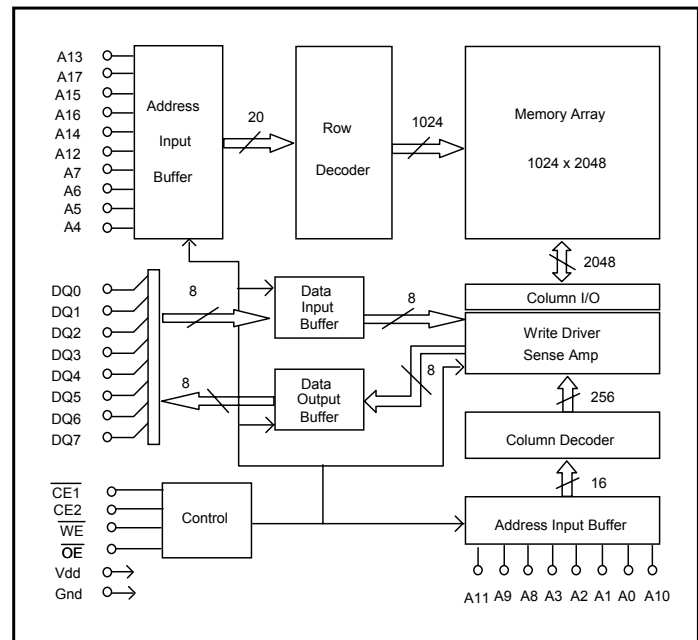 A13
A17
A15
A16
A14
A12
A7
A6
A5
A4
Address
Input
Buffer
20
Row
Decoder
1024
Memory Array
1024 x 2048
2048
DQ0
DQ1
DQ2
DQ3
DQ4
DQ5
DQ6
DQ7
8
Data
Input
Buffer
8
Column I/O
Write Driver
Sense Amp
8
Data
Output
Buffer
8
256
Column Decoder
16
CE1
CE2
WE
OE
Vdd
Gnd
Control
Address Input Buffer
A11 A9 A8 A3 A2 A1 A0 A10